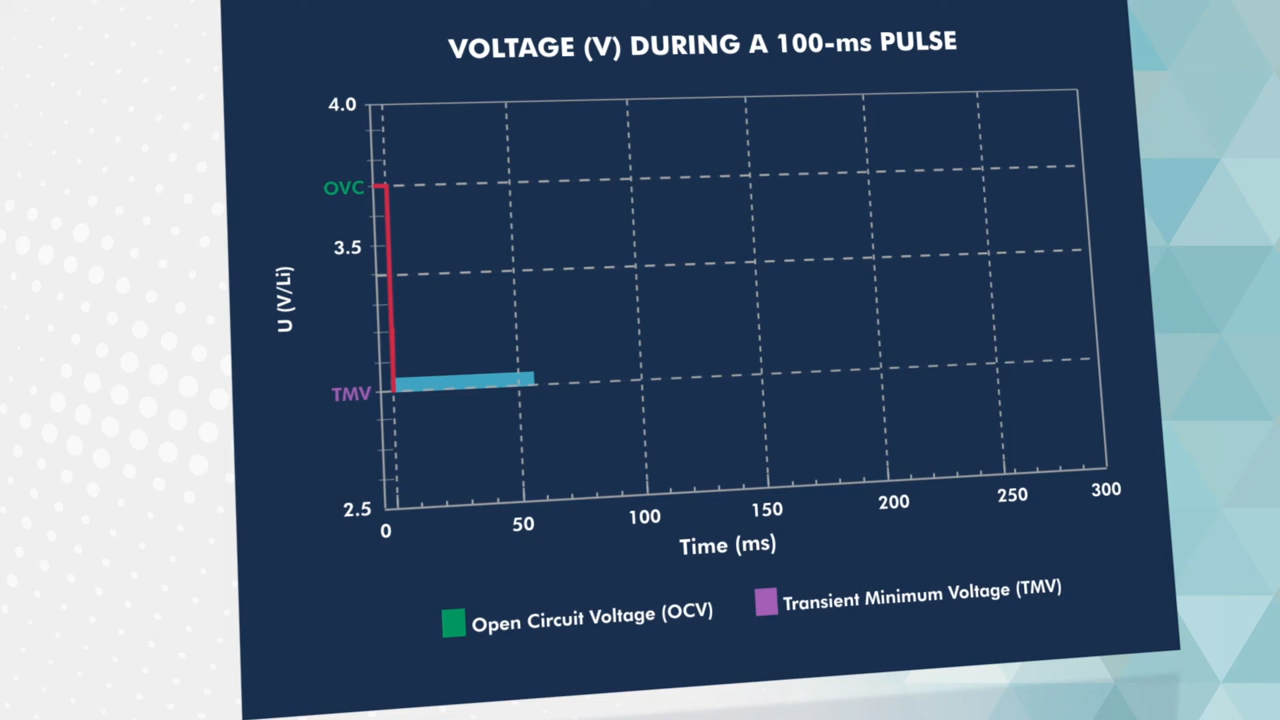 VOLTAGE (V) DURING A 100-ms PULSE
4.0
OVC
3.5
U (V/Li)
TMV
2.5
0 50 100 150 200 250 300
Time (ms)
Open Circuit Voltage (OCV) Transient Minimum Voltage (TMV)